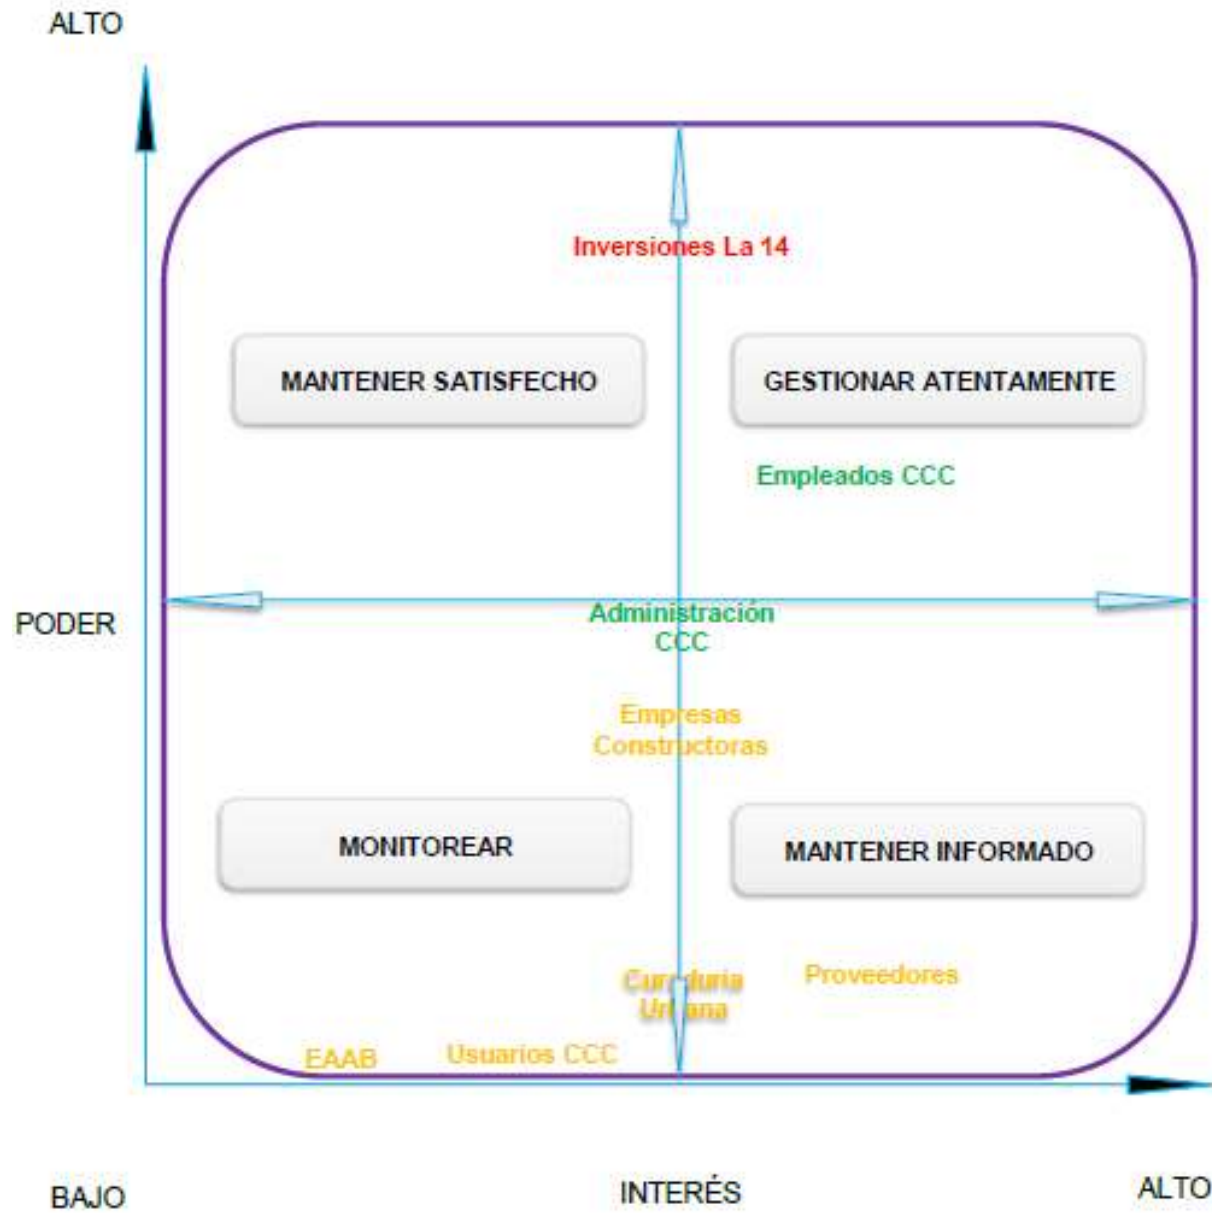 ALTO
Inversiones La 14
MANTENER SATISFECHO
GESTIONAR ATENTAMENTE
Empleados CCC
PODER
Administración
CCC
Empresas
Constructoras
MONITOREAR
MANTENER INFORMADO
Curaduria
Urbana
Proveedores
EAAB
Usuarios CCC
BAJO
INTERÉS
ALTO